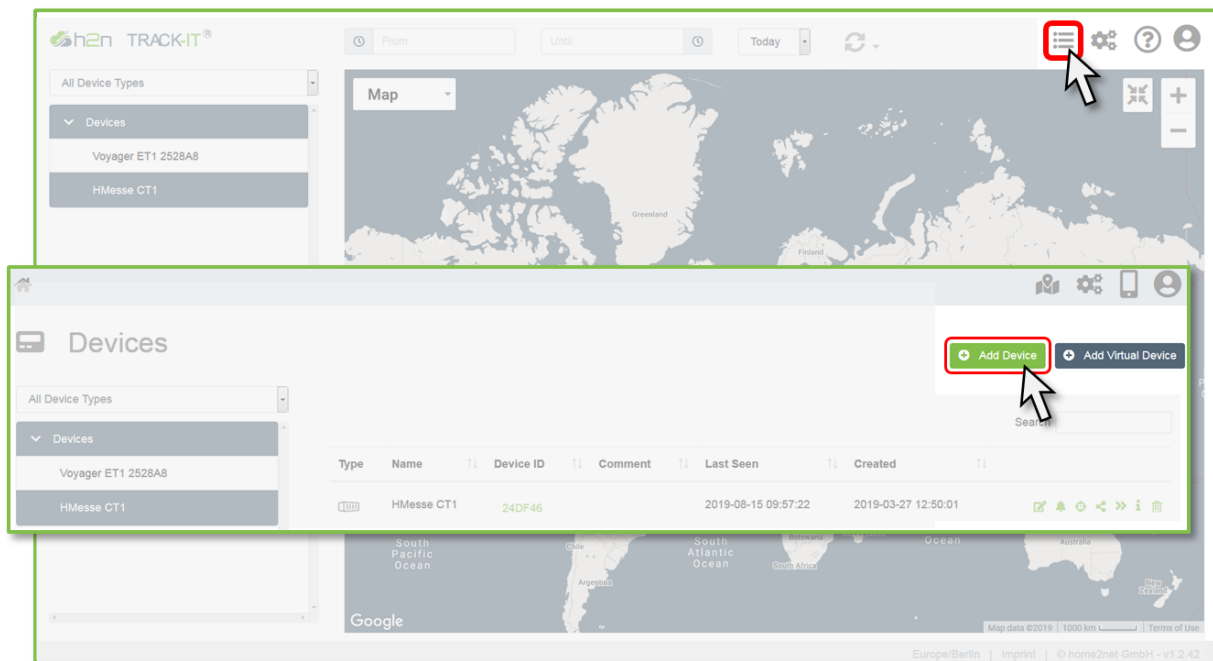 h2n TRACK-IT®
From
Until
Today
All Device Types
Map
Devices
Voyager ET1 2528A8
HMesse CT1
Greenland
Finland
Devices
Add Device
Add Virtual Device
All Device Types
Search
Devices
Voyager ET1 2528A8
HMesse CT1
Type Name Device ID Comment Last Seen Created
HMesse CT1 24DF46 2019-08-15 09:57:22 2019-03-27 12:50:01
South
Pacific
Ocean
Chile
Argentina
South
Atlantic
Ocean
Botswana
South Africa
Ocean
Australia
New
Zealand
Google
Map data ©2019 1000 km Terms of Use
Europe/Berlin | Imprint | © home2net GmbH - v1.2.42